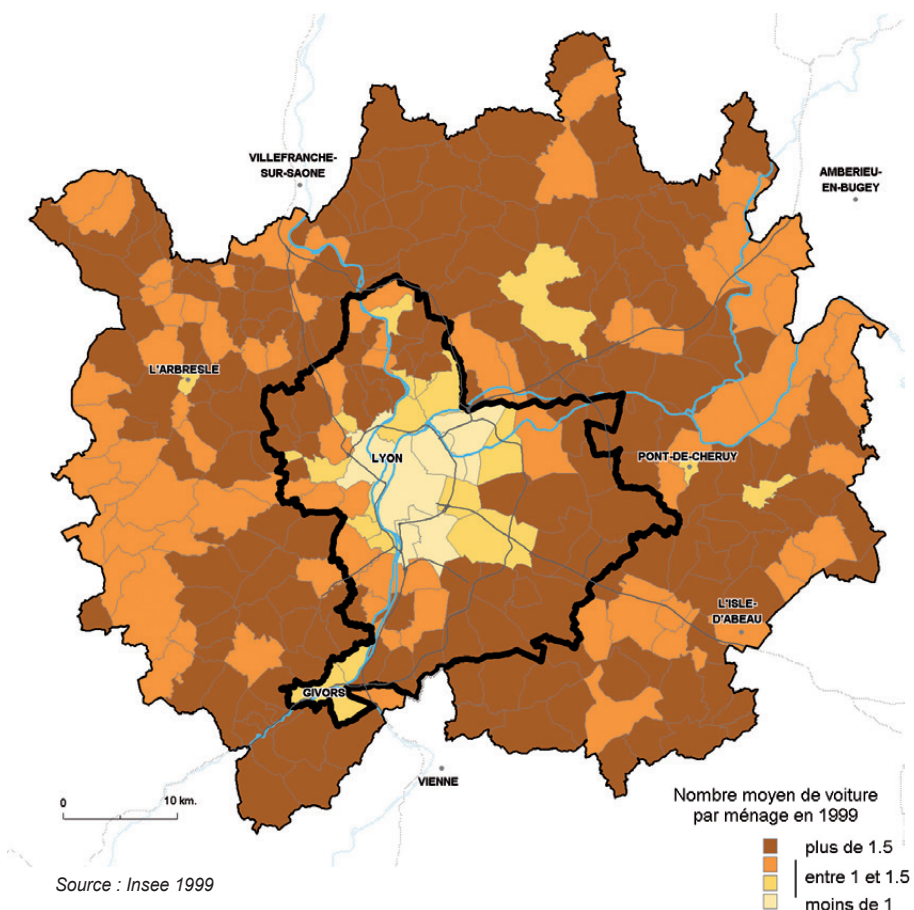 VILLEFRANCHE-
SUR-SAONE
AMBERIEU-
EN-BUGEY
L'ARBRESLE
LYON
PONT-DE-CHERUY
L'ISLE-
D'ABEAU
GIVORS
VIENNE
0 10 km.
Nombre moyen de voiture
par ménage en 1999
plus de 1.5
entre 1 et 1.5
moins de 1
Source : Insee 1999